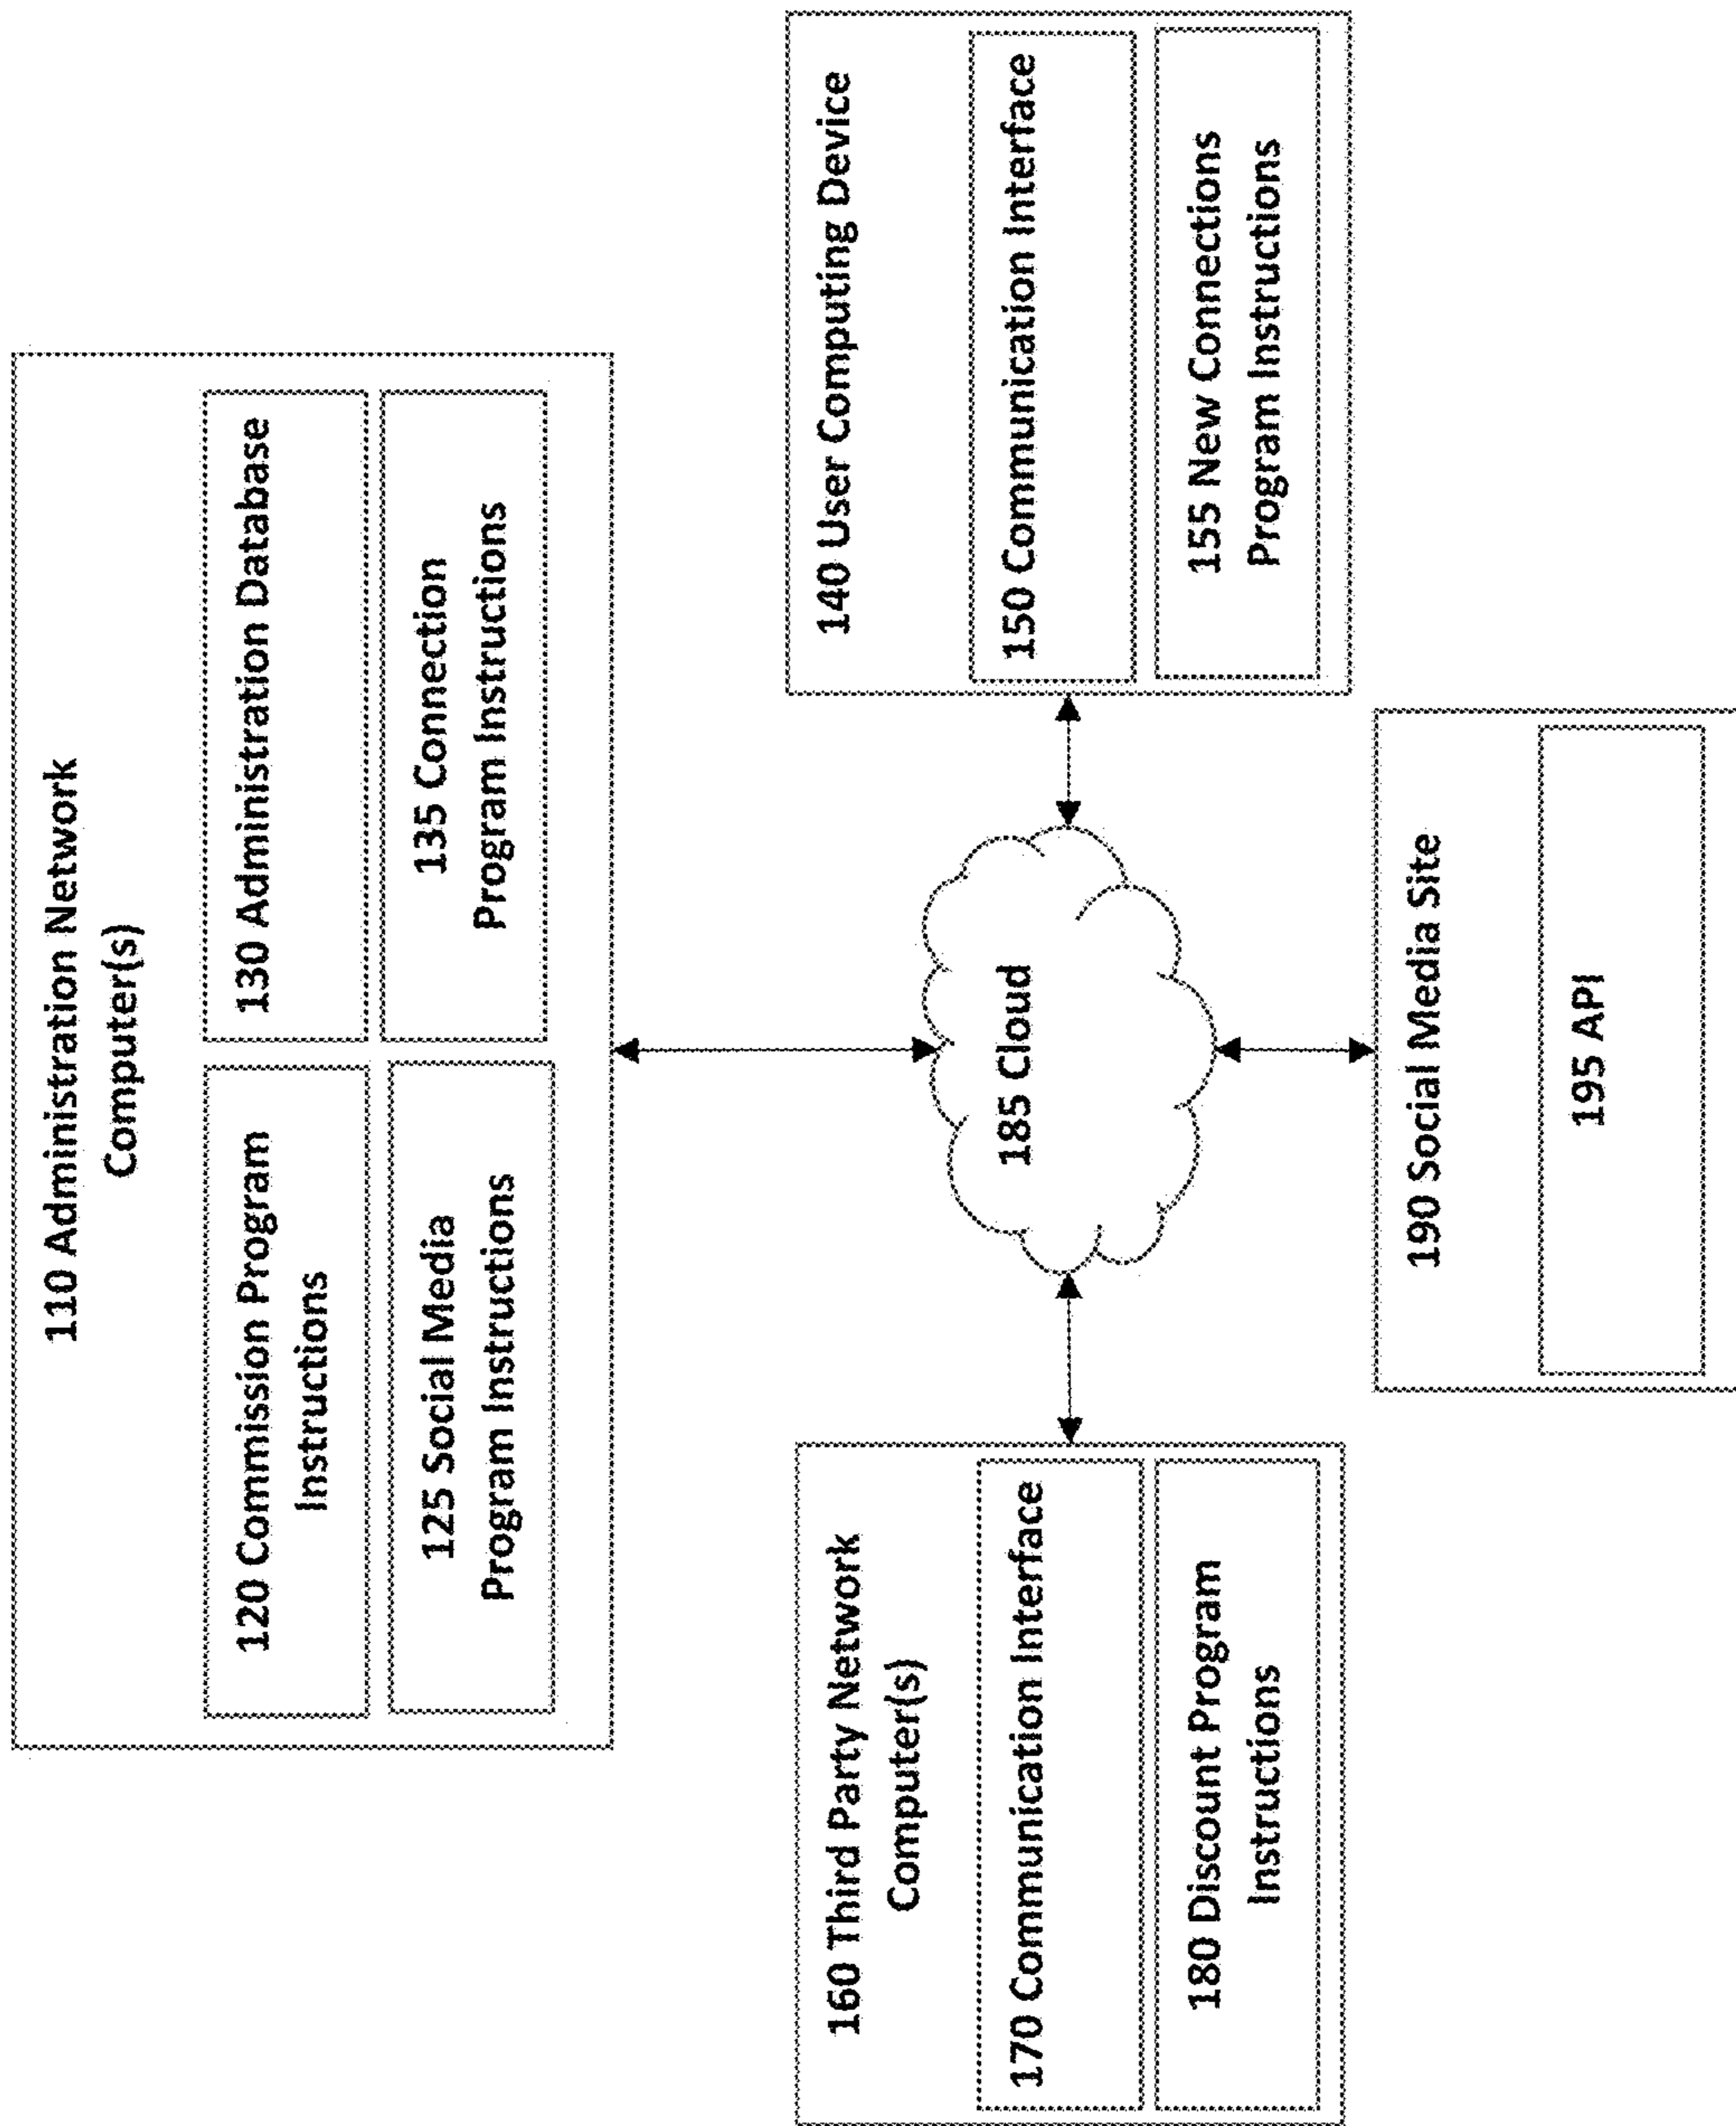 110 Administration Network
Computer(s)
120 Commission Program
Instructions
130 Administration Database
125 Social Media
Program Instructions
135 Connection
Program Instructions
160 Third Party Network
Computer(s)
170 Communication Interface
180 Discount Program
Instructions
185 Cloud
140 User Computing Device
150 Communication Interface
155 New Connections
Program Instructions
190 Social Media Site
195 API